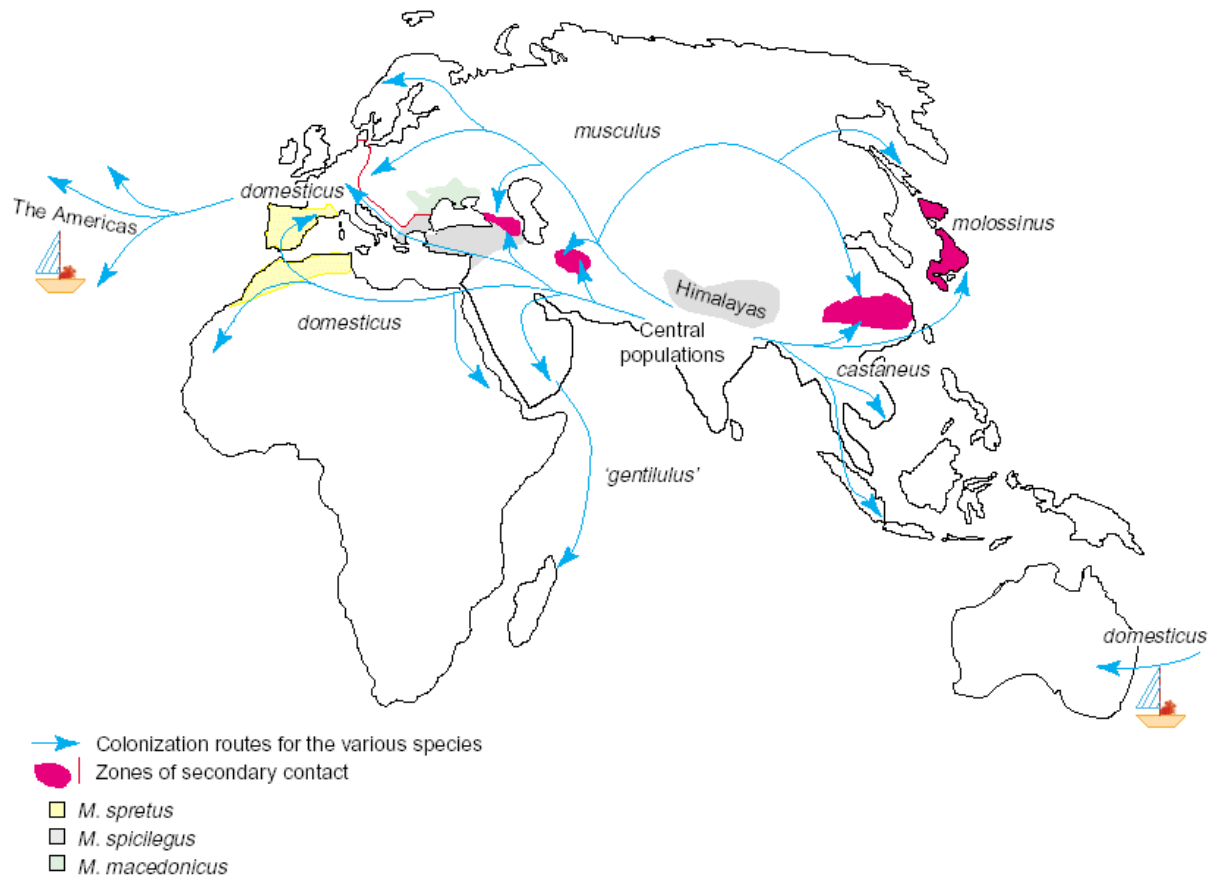 musculus
domesticus
The Americas
molossinus
Himalayas
domesticus
Central
populations
castaneus
'gentilulus'
domesticus
Colonization routes for the various species
Zones of secondary contact
M. spretus
M. spicilegus
M. macedonicus